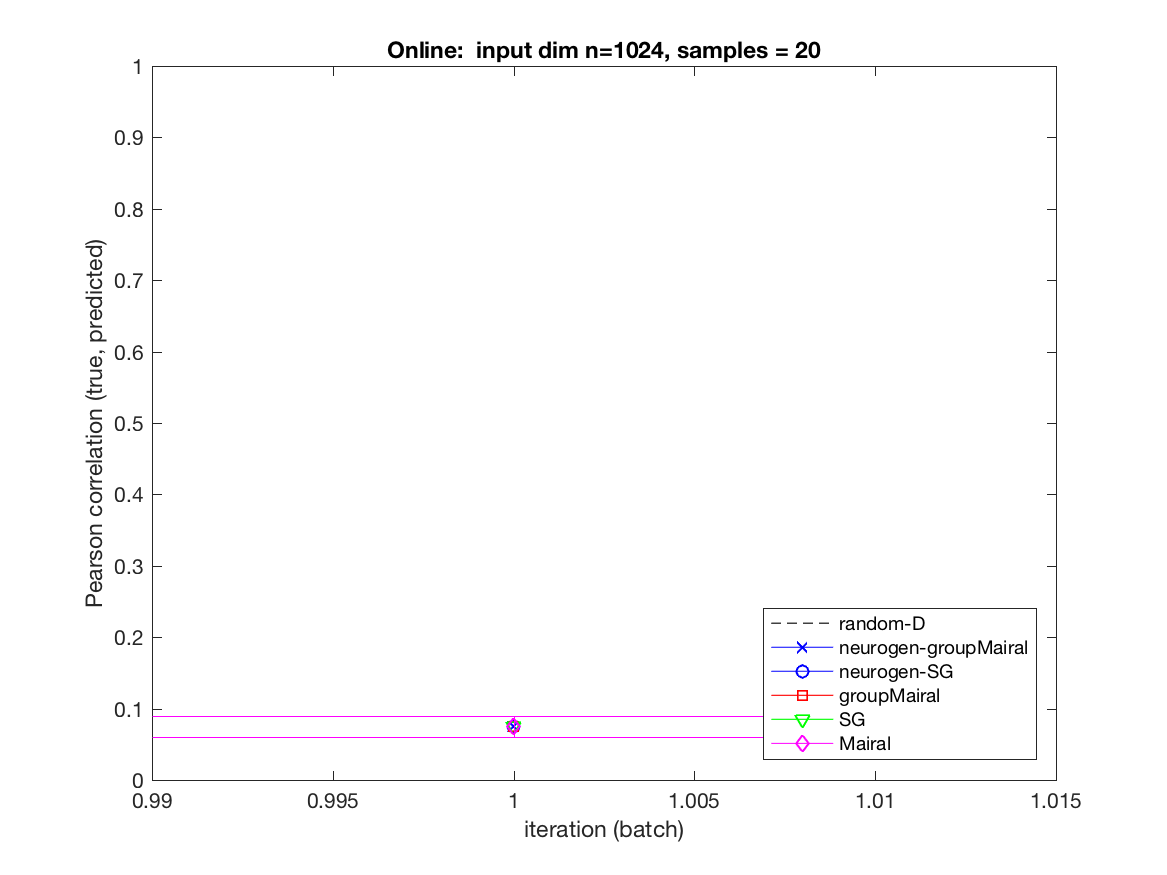 Online:  input dim n=1024, samples = 20
1
0.9
0.8
0.7
0.6
0.5
0.4
0.3
0.2
0.1
0
Pearson correlation (true, predicted)
random-D
neurogen-groupMairal
neurogen-SG
groupMairal
SG
Mairal
0.99 0.995 1 1.005 1.01 1.015
iteration (batch)